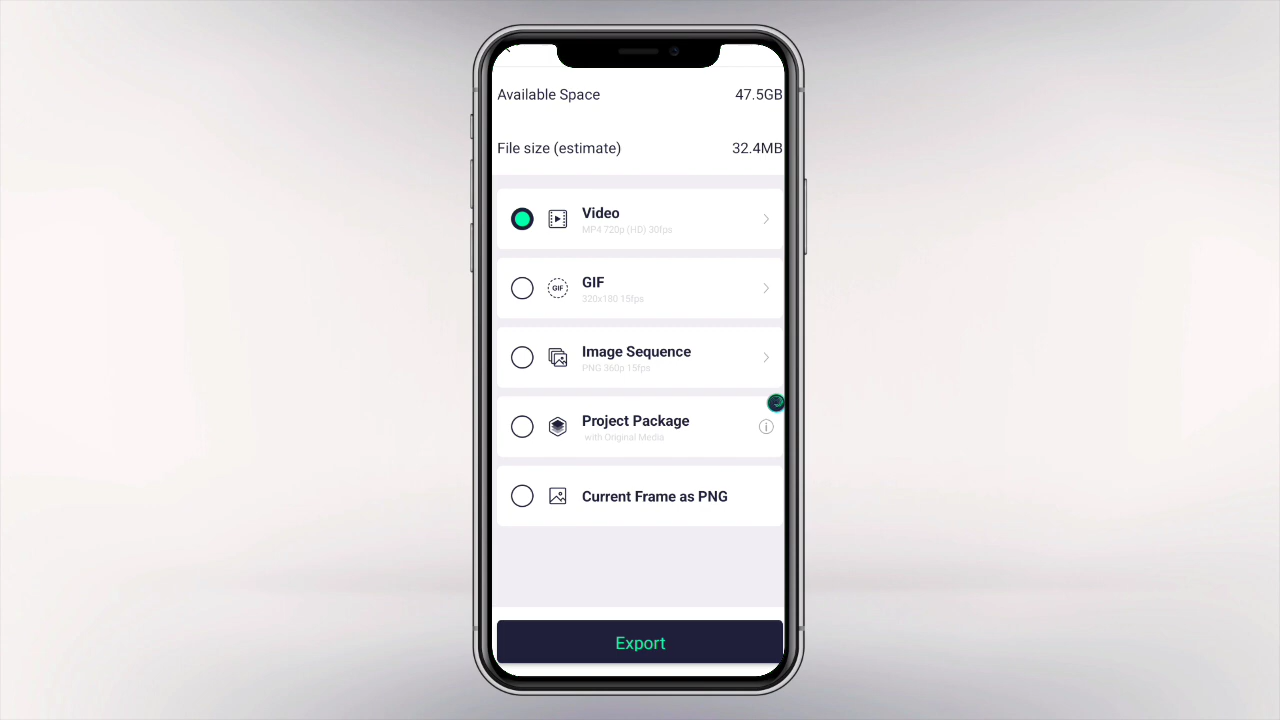 Available Space 47.5GB
File size (estimate) 32.4MB
Video
MP4 720p (HD) 30fps
GIF
GIF
320x180 15fps
Image Sequence
PNG 360p 15fps
Project Package
with Original Media
Current Frame as PNG
Export